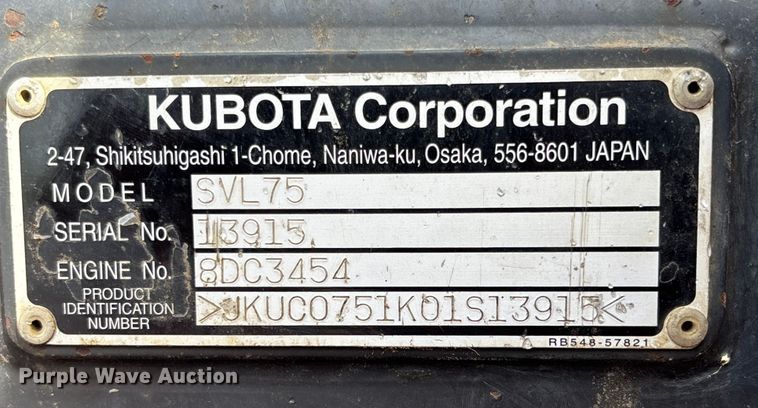 KUBOTA Corporation
2-47, Shikitsuhigashi 1-Chome, Naniwa-ku, Osaka, 556-8601 JAPAN
MODEL SVL75
SERIAL No. 13915
ENGINE No. 8DC3454
PRODUCT IDENTIFICATION NUMBER >JKUC0751K01S13915<
RB548-57821
Purple Wave Auction